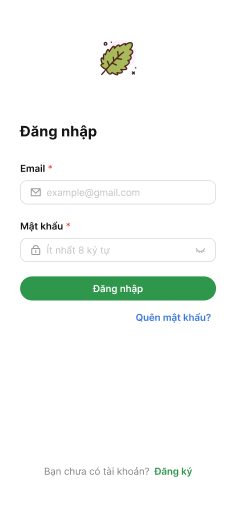 Đăng nhập
Email *
example@gmail.com
Mật khẩu *
Ít nhất 8 ký tự
Đăng nhập
Quên mật khẩu?
Bạn chưa có tài khoản? Đăng ký